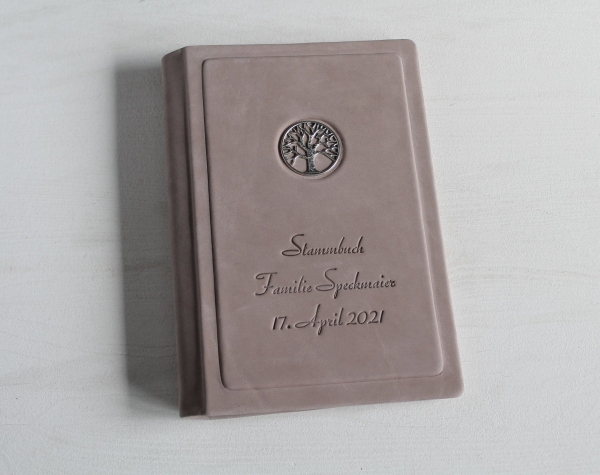 Stammbuch
Familie Speckmaier
17. April 2021